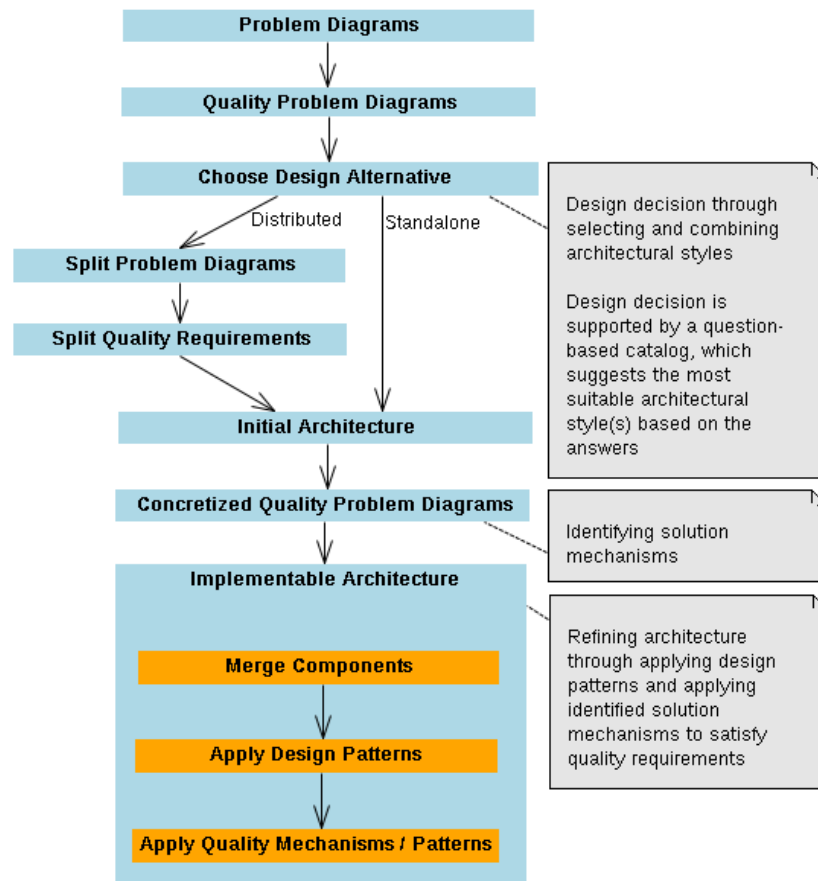 Problem Diagrams
Quality Problem Diagrams
Choose Design Alternative
Distributed
Standalone
Split Problem Diagrams
Split Quality Requirements
Initial Architecture
Concretized Quality Problem Diagrams
Implementable Architecture
Merge Components
Apply Design Patterns
Apply Quality Mechanisms / Patterns
Design decision through
selecting and combining
architectural styles
Design decision is
supported by a question-
based catalog, which
suggests the most
suitable architectural
style(s) based on the
answers
Identifying solution
mechanisms
Refining architecture
through applying design
patterns and applying
identified solution
mechanisms to satisfy
quality requirements